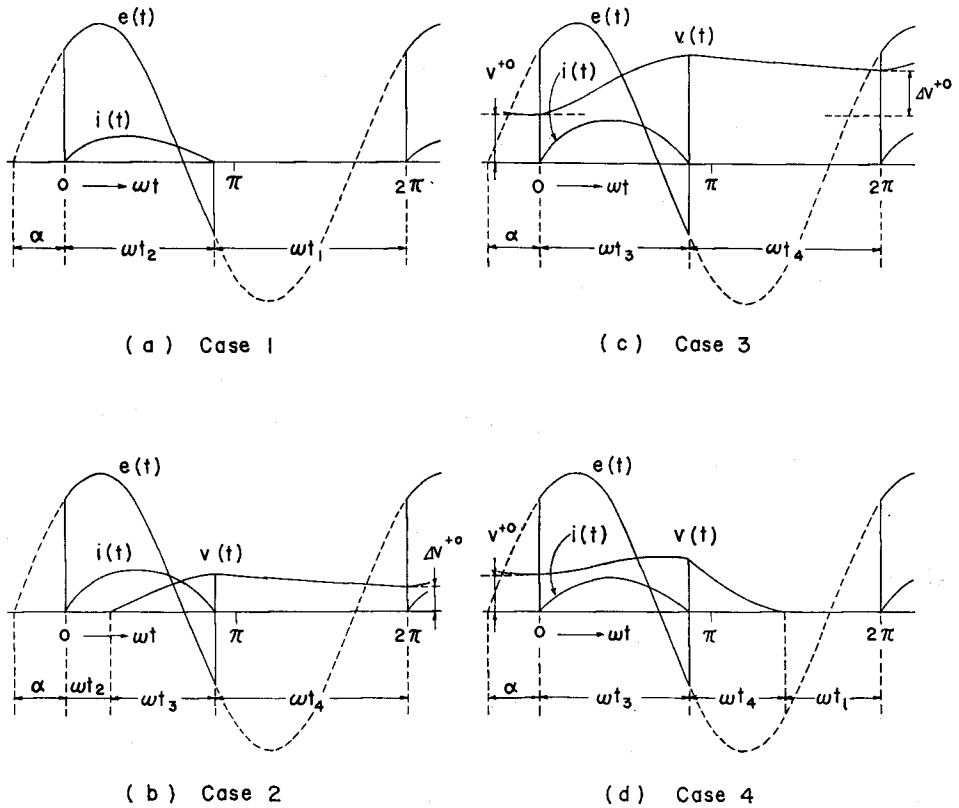 e(t)
i(t)
0 → ωt π 2π
α ωt₂ ωt₁
(a) Case 1
e(t)
v(t)
V⁺⁰ i(t) ΔV⁺⁰
0 → ωt π 2π
α ωt₃ ωt₄
(c) Case 3
e(t)
i(t) v(t) ΔV⁺⁰
0 → ωt π 2π
α ωt₂ ωt₃ ωt₄
(b) Case 2
e(t)
V⁺⁰ i(t) v(t)
0 → ωt π 2π
α ωt₃ ωt₄ ωt₁
(d) Case 4